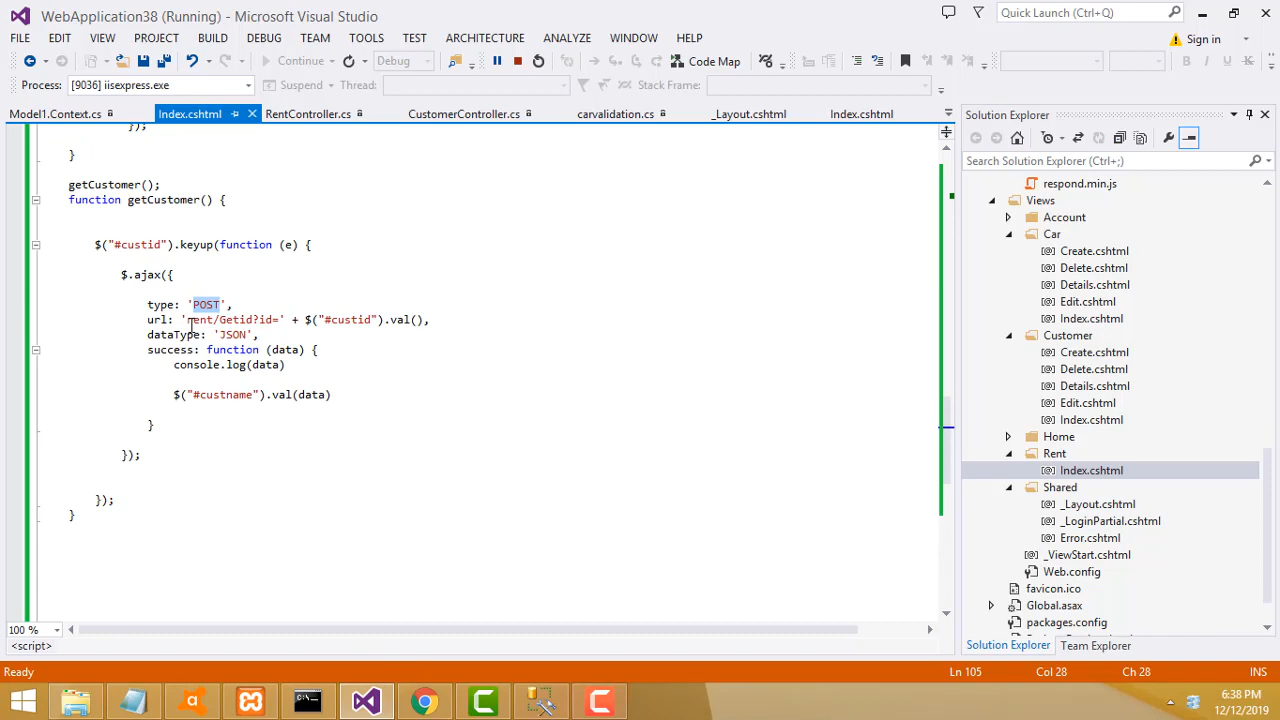 WebApplication38 (Running) - Microsoft Visual Studio
Quick Launch (Ctrl+Q)
FILE EDIT VIEW PROJECT BUILD DEBUG TEAM TOOLS TEST ARCHITECTURE ANALYZE WINDOW HELP
Sign in
Continue Debug Code Map
Process: [9036] iisexpress.exe Suspend Thread: Stack Frame:
Model1.Context.cs Index.cshtml RentController.cs CustomerController.cs carvalidation.cs _Layout.cshtml Index.cshtml
});
}
getCustomer();
function getCustomer() {
$("#custid").keyup(function (e) {
$.ajax({
type: 'POST',
url: 'rent/Getid?id=' + $("#custid").val(),
dataType: 'JSON',
success: function (data) {
console.log(data)
$("#custname").val(data)
}
});
});
}
100 %
<script>
Solution Explorer
Search Solution Explorer (Ctrl+;)
respond.min.js
Views
Account
Car
Create.cshtml
Delete.cshtml
Details.cshtml
Edit.cshtml
Index.cshtml
Customer
Create.cshtml
Delete.cshtml
Details.cshtml
Edit.cshtml
Index.cshtml
Home
Rent
Index.cshtml
Shared
_Layout.cshtml
_LoginPartial.cshtml
Error.cshtml
_ViewStart.cshtml
Web.config
favicon.ico
Global.asax
packages.config
Solution Explorer Team Explorer
Ready Ln 105 Col 28 Ch 28 INS
6:38 PM
12/12/2019